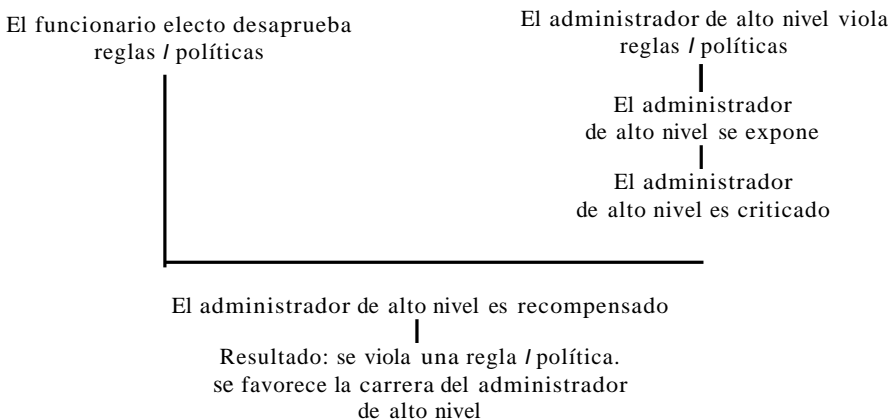 El funcionario electo desaprueba
reglas / políticas
El administrador de alto nivel viola
reglas / políticas
El administrador
de alto nivel se expone
El administrador
de alto nivel es criticado
El administrador de alto nivel es recompensado
Resultado: se viola una regla / política.
se favorece la carrera del administrador
de alto nivel